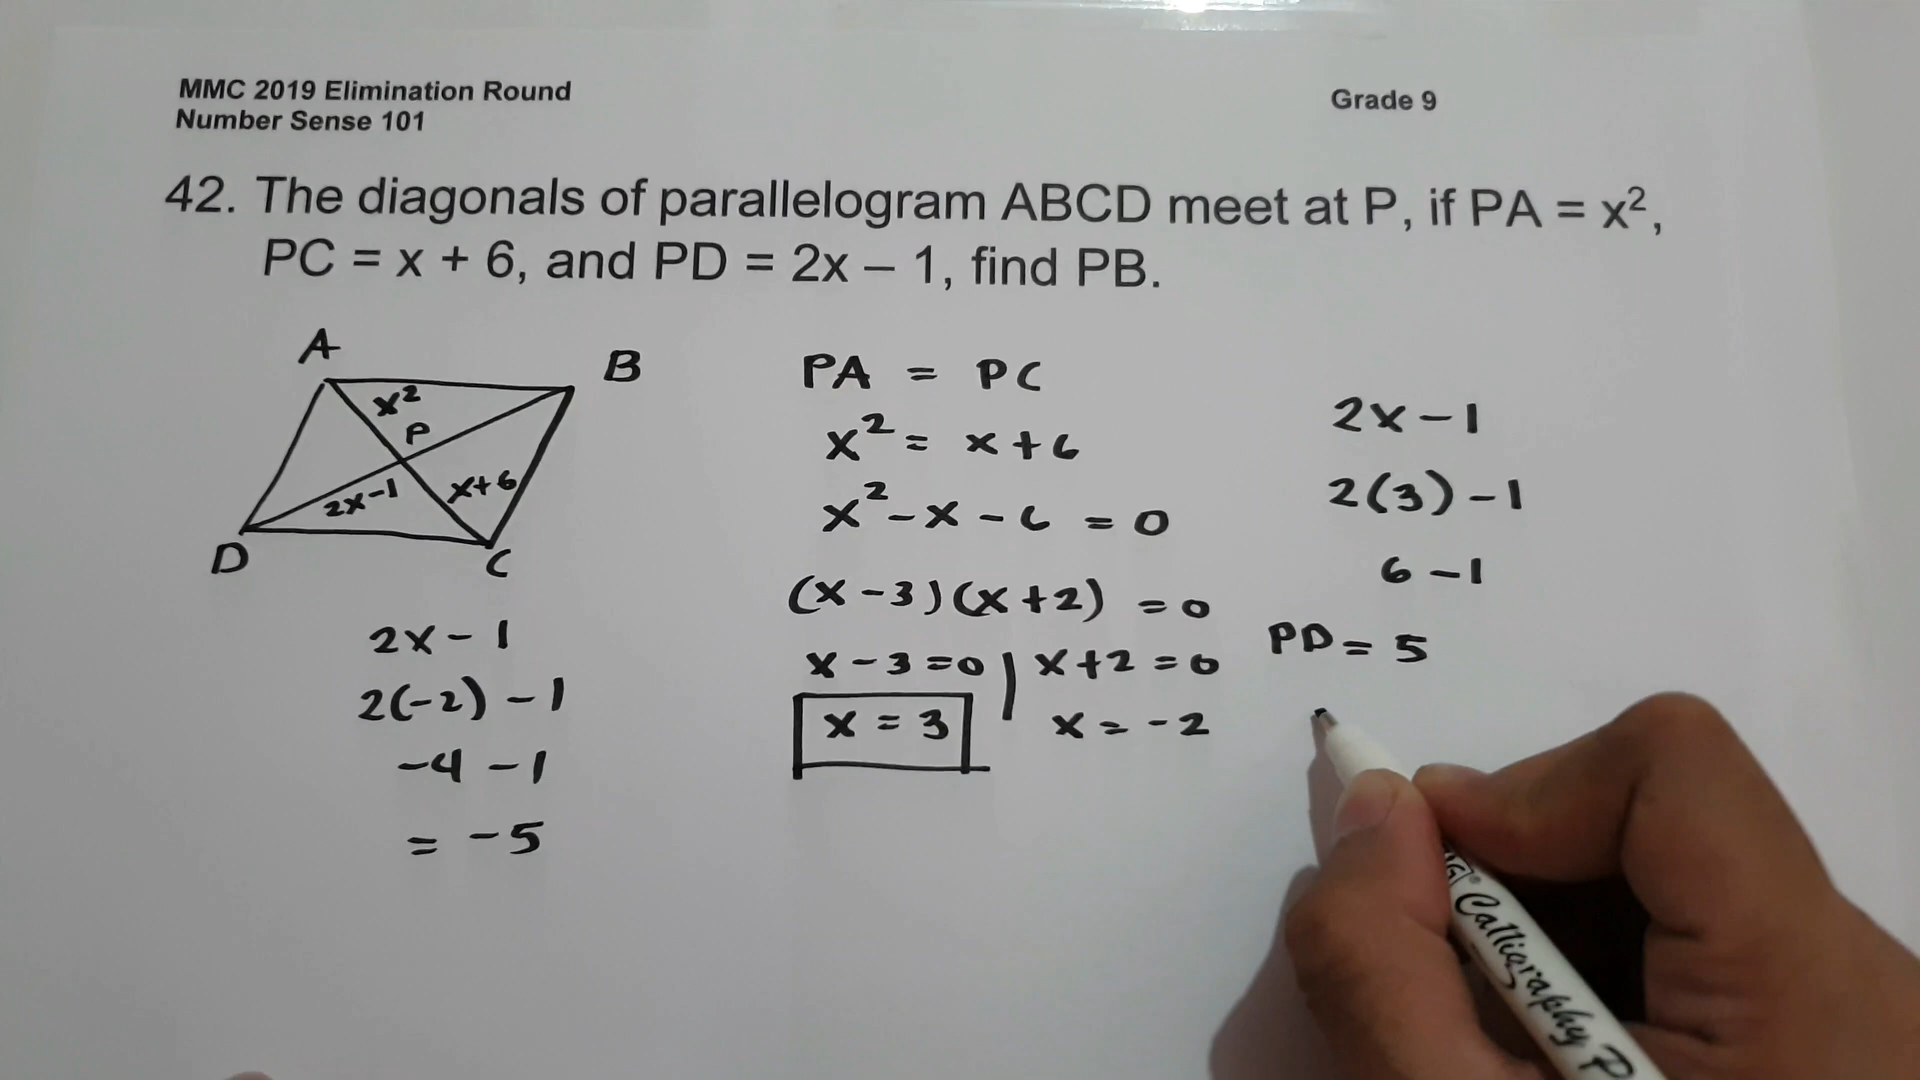 MMC 2019 Elimination Round
Number Sense 101
Grade 9
42. The diagonals of parallelogram ABCD meet at P, if PA = x²,
PC = x + 6, and PD = 2x – 1, find PB.
A
B
x²
P
x+6
2x-1
D
C
2x - 1
2(-2) - 1
-4 - 1
= -5
PA = PC
x² = x + 6
x² - x - 6 = 0
(x - 3)(x + 2) = 0
x - 3 = 0 | x + 2 = 0
x = 3
x = -2
2x - 1
2(3) - 1
6 - 1
PD = 5
Calligraphy P